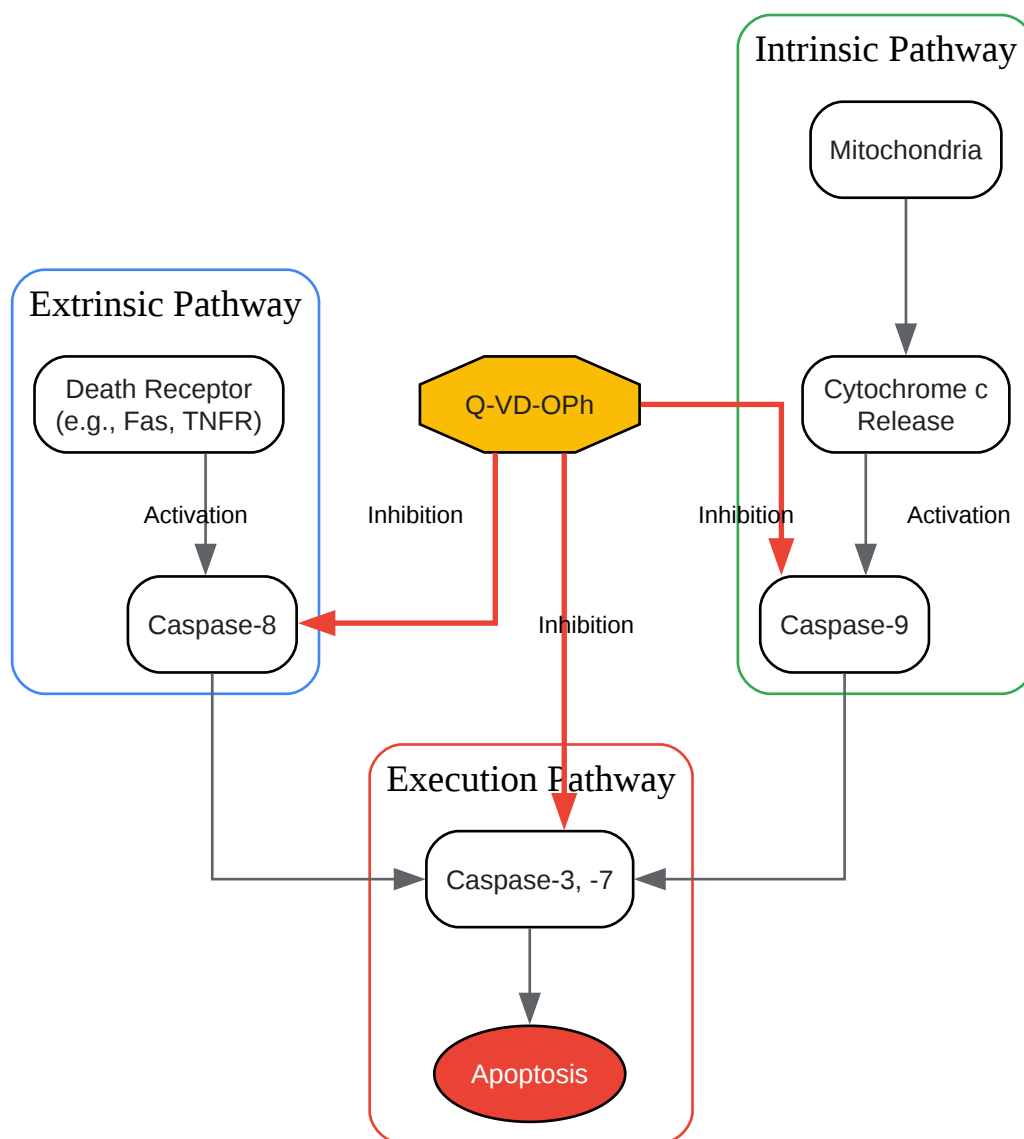 Intrinsic Pathway
Mitochondria
Extrinsic Pathway
Death Receptor
(e.g., Fas, TNFR)
Q-VD-OPh
Cytochrome c
Release
Activation
Inhibition
Inhibition
Activation
Caspase-8
Inhibition
Caspase-9
Execution Pathway
Caspase-3, -7
Apoptosis